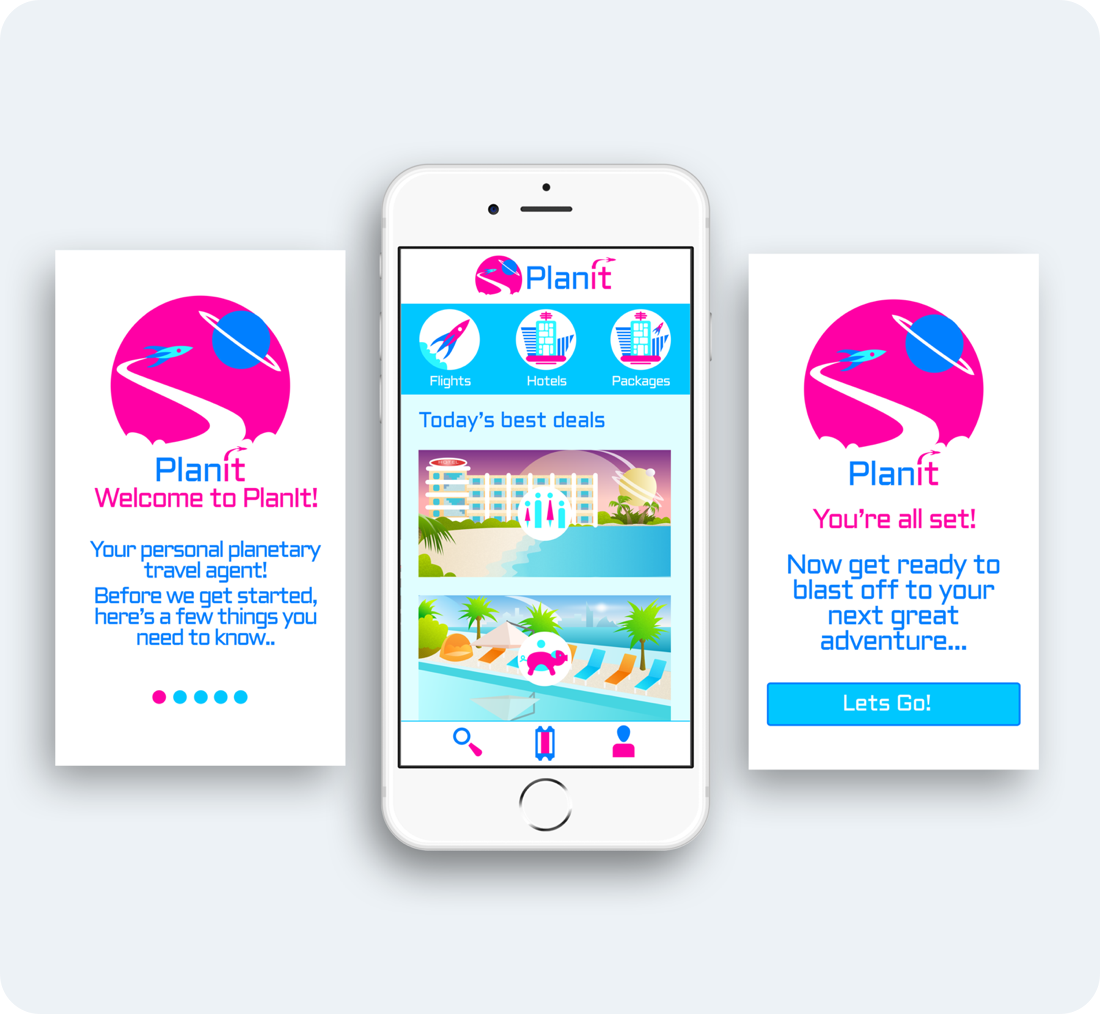 Planit
Welcome to PlanIt!
Your personal planetary
travel agent!
Before we get started,
here's a few things you
need to know..
Planit
Flights
Hotels
Packages
Today's best deals
Planit
You're all set!
Now get ready to
blast off to your
next great
adventure...
Lets Go!